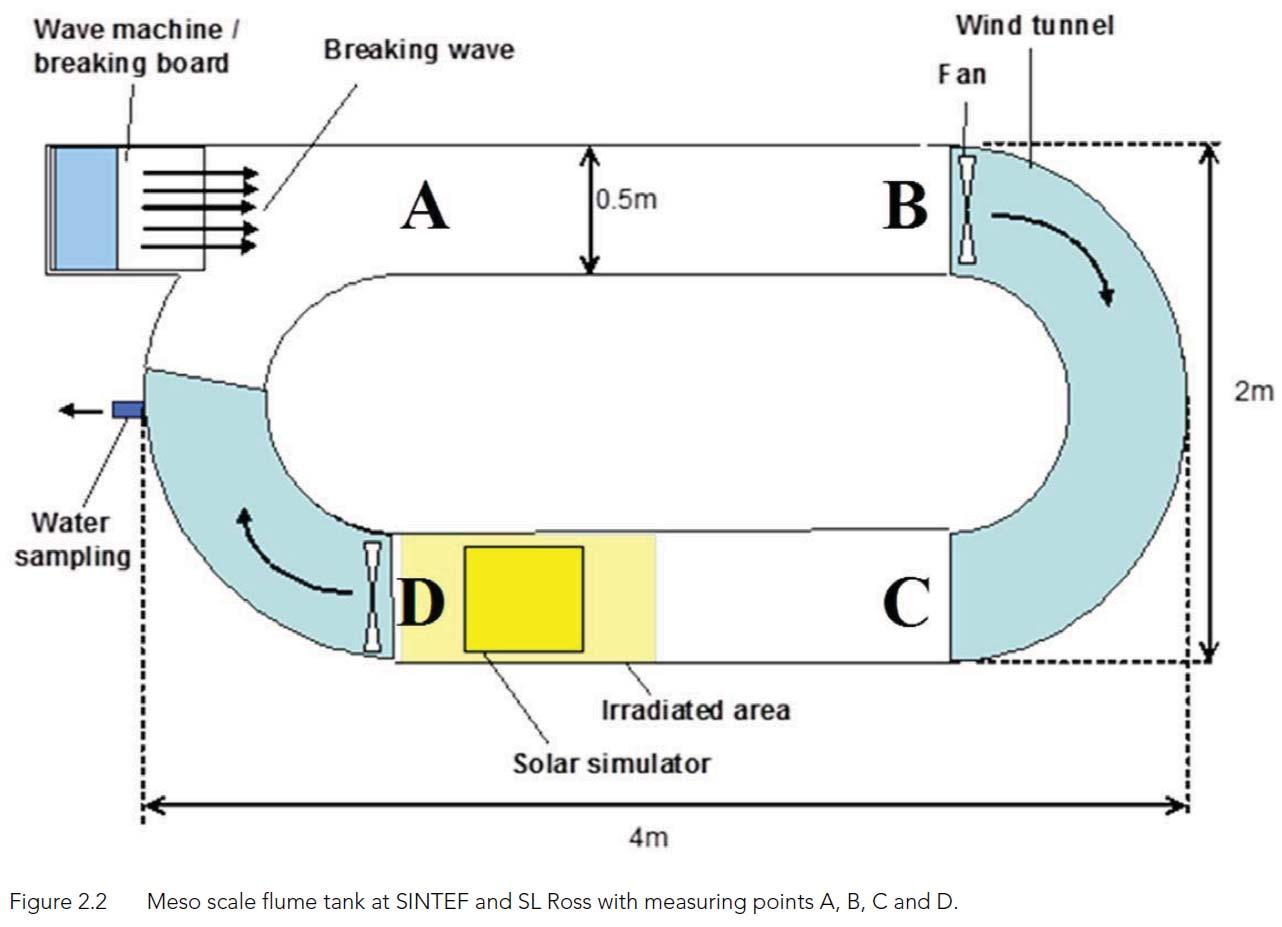 Wave machine /
breaking board
Breaking wave
Wind tunnel
Fan
A
0.5m
B
2m
Water
sampling
D
C
Irradiated area
Solar simulator
4m
Figure 2.2 Meso scale flume tank at SINTEF and SL Ross with measuring points A, B, C and D.